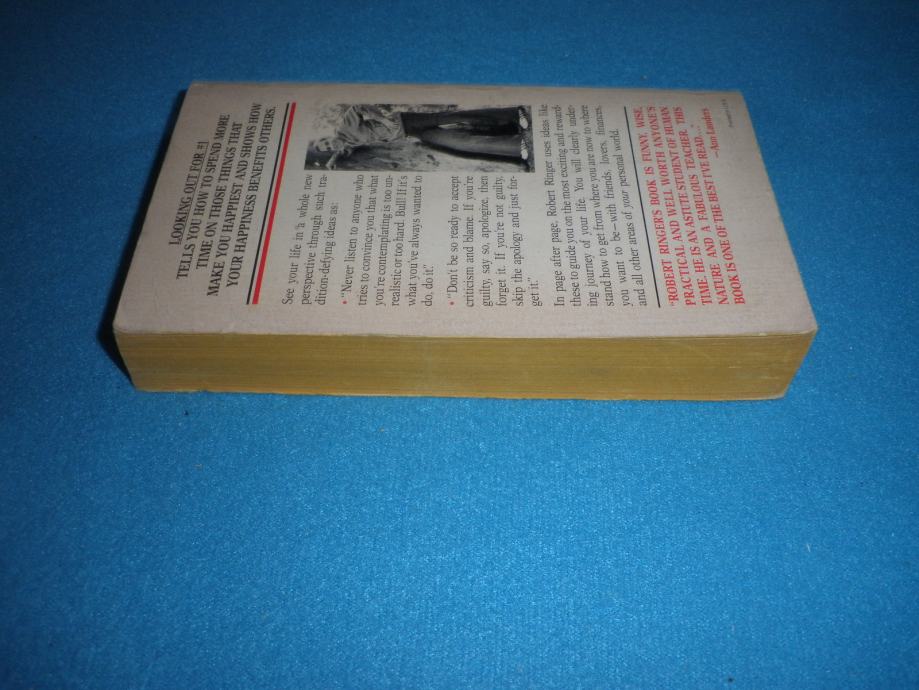 LOOKING OUT FOR #1
TELLS YOU HOW TO SPEND MORE
TIME ON THOSE THINGS THAT
MAKE YOU HAPPIEST AND SHOWS HOW
YOUR HAPPINESS BENEFITS OTHERS.
See your life in a whole new
perspective through such tra-
dition-defying ideas as:
• "Never listen to anyone who
tries to convince you that what
you're contemplating is too un-
realistic or too hard. Bull! If it's
what you've always wanted to
do, do it!"
• "Don't be so ready to accept
criticism and blame. If you're
guilty, say so, apologize, then
forget it. If you're not guilty,
skip the apology and just for-
get it."
In page after page, Robert Ringer uses ideas like
these to guide you on the most exciting and reward-
ing journey of your life. You will clearly under-
stand how to get from where you are now to where
you want to be—with friends, lovers, finances,
and all other areas of your personal world.
"ROBERT RINGER'S BOOK IS FUNNY, WISE,
PRACTICAL AND WELL WORTH ANYONE'S
TIME. HE IS AN ASTUTE STUDENT OF HUMAN
NATURE AND A FABULOUS TEACHER. THIS
BOOK IS ONE OF THE BEST I'VE READ..."
—Ann Landers